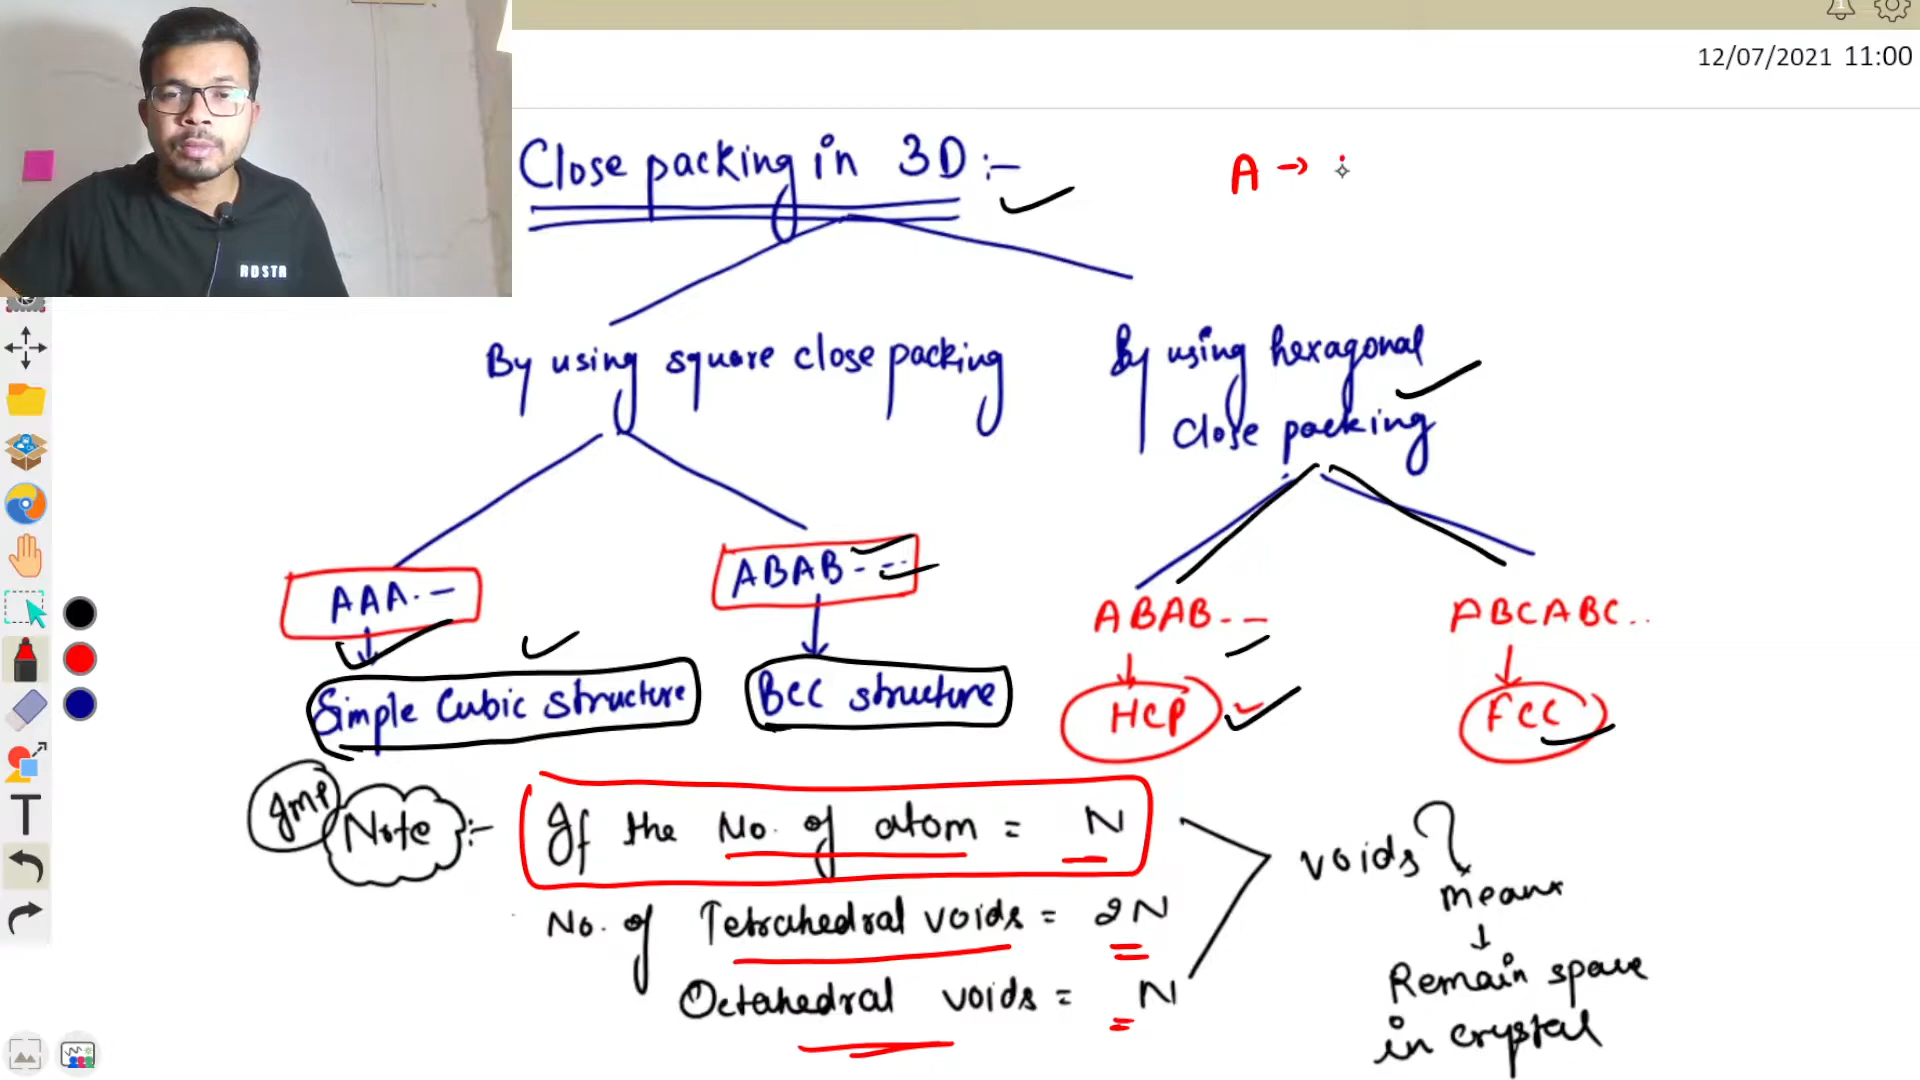 12/07/2021 11:00
Close packing in 3D :-
A →
RDSTR
By using square close packing
By using hexagonal
close packing
AAA.--
ABAB---
ABAB---
ABCABC..
Simple Cubic structure
BCC structure
HCP
FCC
Imp
Note :-
If the No. of atom = N
voids
No. of Tetrahedral voids = 2N
Means
↓
Octahedral voids = N
Remain space
in crystal